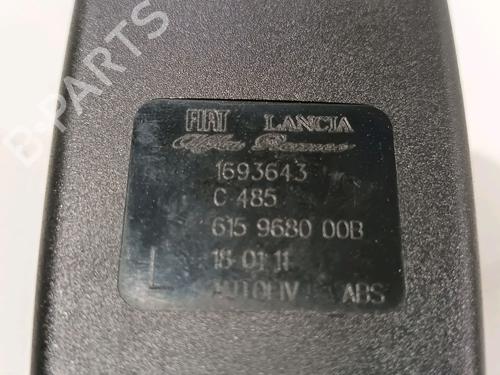 B-PARTS
FIAT LANCIA
Alfa Romeo
1693643
C 485
615 9680 00B
18 01 11
L AUTOLIV ABS